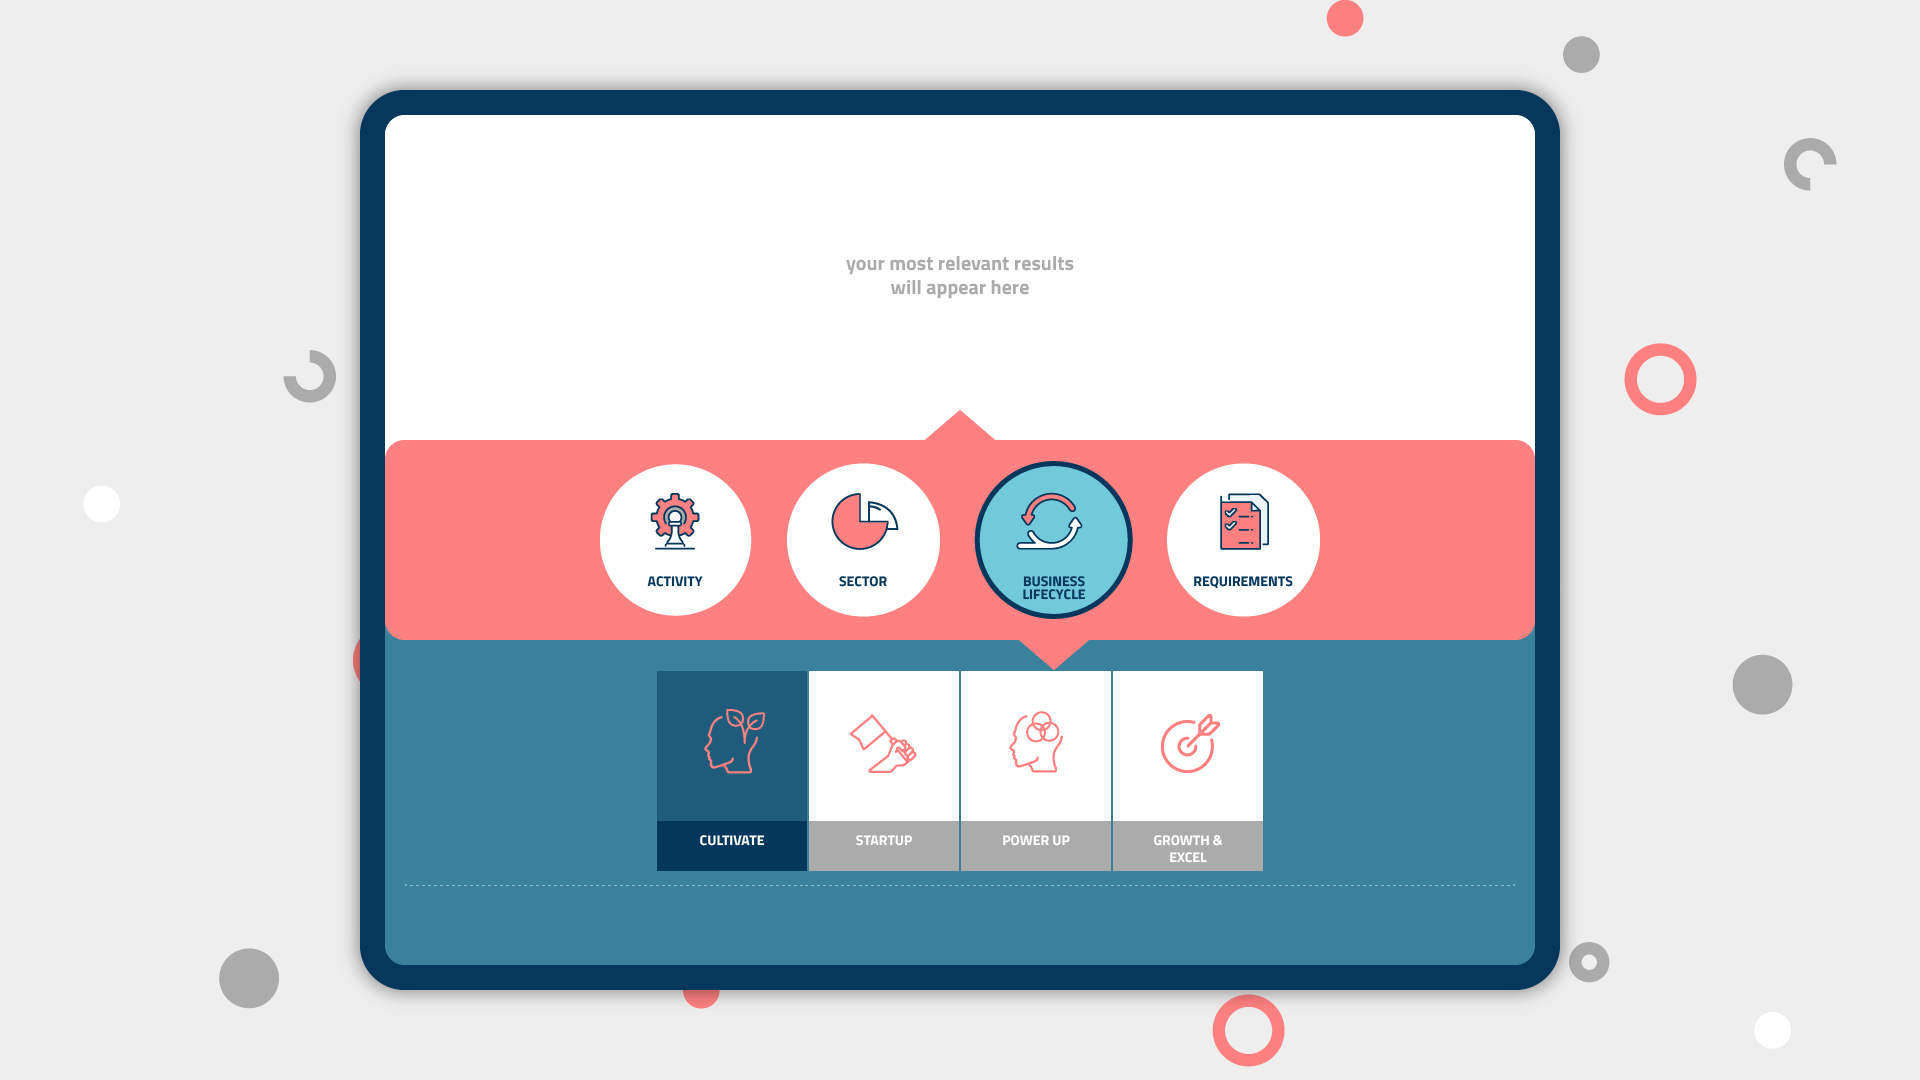 your most relevant results
will appear here
ACTIVITY
SECTOR
BUSINESS
LIFECYCLE
REQUIREMENTS
CULTIVATE
STARTUP
POWER UP
GROWTH &
EXCEL